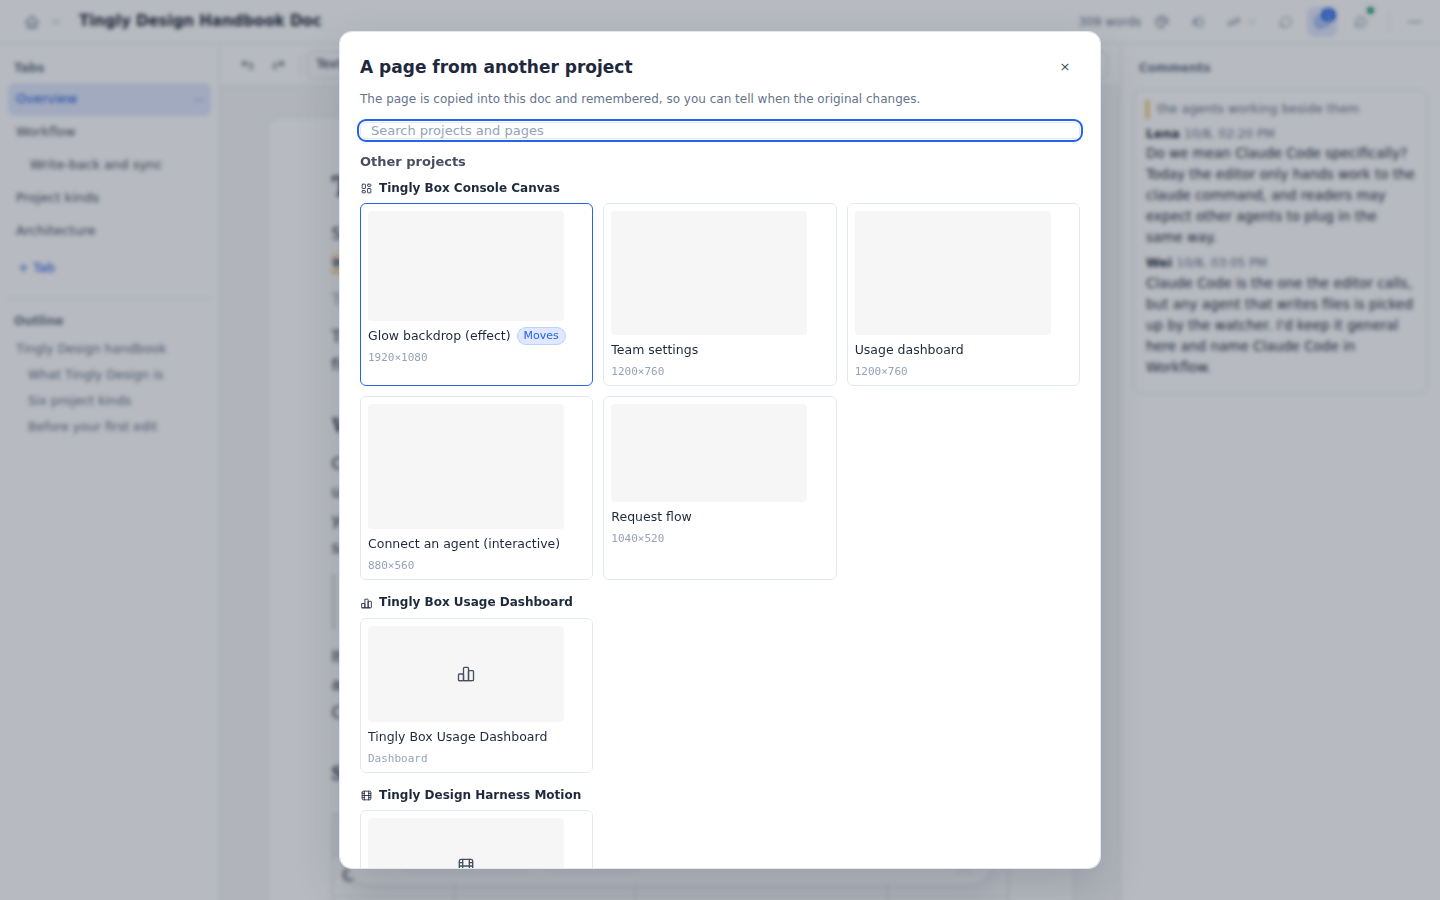 Tingly Design Handbook Doc
309 words
Tabs
Overview
Workflow
Write-back and sync
Project kinds
Architecture
+ Tab
Outline
Tingly Design handbook
What Tingly Design is
Six project kinds
Before your first edit
A page from another project
×
The page is copied into this doc and remembered, so you can tell when the original changes.
Search projects and pages
Other projects
Tingly Box Console Canvas
Glow backdrop (effect) Moves
1920×1080
Team settings
1200×760
Usage dashboard
1200×760
Connect an agent (interactive)
880×560
Request flow
1040×520
Tingly Box Usage Dashboard
Tingly Box Usage Dashboard
Dashboard
Tingly Design Harness Motion
Comments
the agents working beside them
Lena 10/8, 02:20 PM
Do we mean Claude Code specifically?
Today the editor only hands work to the
claude command, and readers may
expect other agents to plug in the
same way.
Wei 10/8, 03:05 PM
Claude Code is the one the editor calls,
but any agent that writes files is picked
up by the watcher. I'd keep it general
here and name Claude Code in
Workflow.